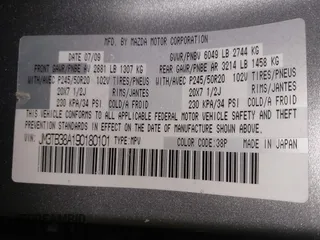 MFD. BY MAZDA MOTOR CORPORATION
DATE 07/09 GVWR/PNBV 6049 LB 2744 KG
FRONT GAWR/PNBE AV 2881 LB 1307 KG REAR GAWR/PNBE AR 3214 LB 1458 KG
WITH/AVEC P245/50R20 102V TIRES/PNEUS WITH/AVEC P245/50R20 102V TIRES/PNEUS
20X7 1/2J RIMS/JANTES 20X7 1/2J RIMS/JANTES
230 KPA/34 PSI COLD/A FROID 230 KPA/34 PSI COLD/A FROID
THIS VEHICLE CONFORMS TO ALL APPLICABLE FEDERAL MOTOR VEHICLE SAFETY
STANDARDS IN EFFECT ON THE DATE OF MANUFACTURE SHOWN ABOVE.
VIN: JM3TB38A190180101 TYPE:MPV
COLOR CODE:38P MADE IN JAPAN